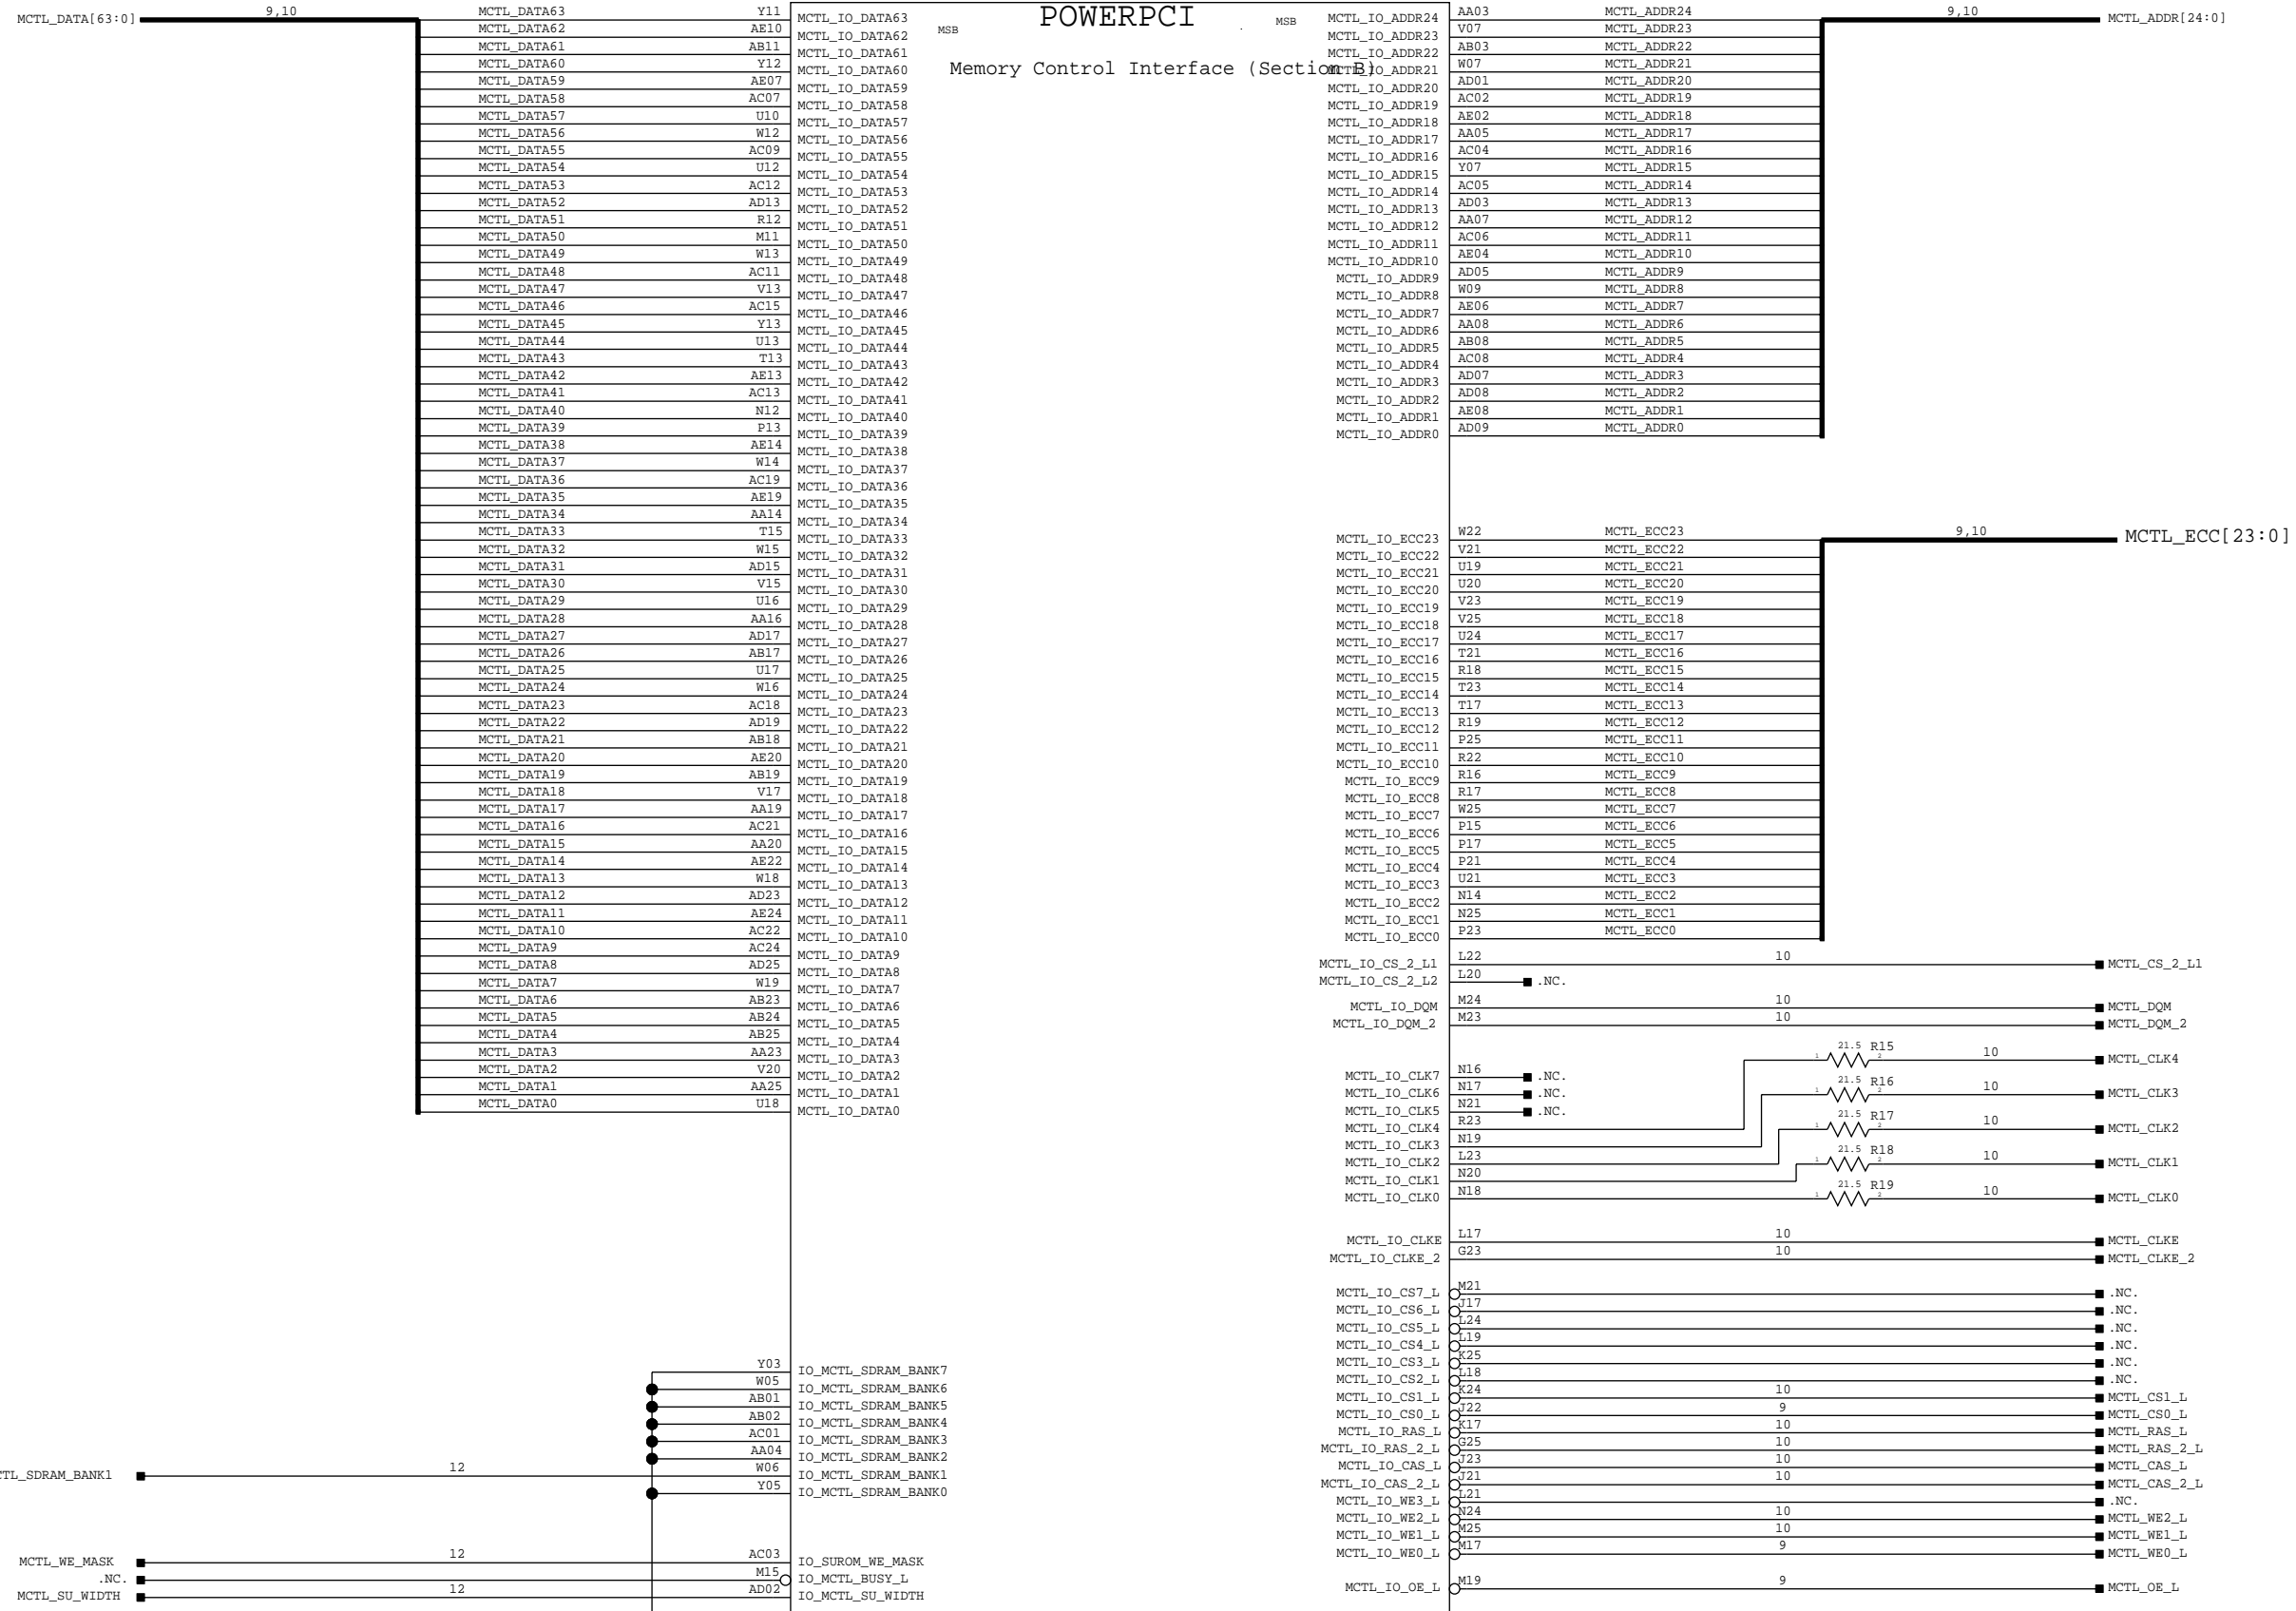 POWERPCI
Memory Control Interface (Section B)
MSB
MSB
MCTL_DATA[63:0] 9,10
MCTL_DATA63 Y11 MCTL_IO_DATA63
MCTL_DATA62 AE10 MCTL_IO_DATA62
MCTL_DATA61 AB11 MCTL_IO_DATA61
MCTL_DATA60 Y12 MCTL_IO_DATA60
MCTL_DATA59 AE07 MCTL_IO_DATA59
MCTL_DATA58 AC07 MCTL_IO_DATA58
MCTL_DATA57 U10 MCTL_IO_DATA57
MCTL_DATA56 W12 MCTL_IO_DATA56
MCTL_DATA55 AC09 MCTL_IO_DATA55
MCTL_DATA54 U12 MCTL_IO_DATA54
MCTL_DATA53 AC12 MCTL_IO_DATA53
MCTL_DATA52 AD13 MCTL_IO_DATA52
MCTL_DATA51 R12 MCTL_IO_DATA51
MCTL_DATA50 M11 MCTL_IO_DATA50
MCTL_DATA49 W13 MCTL_IO_DATA49
MCTL_DATA48 AC11 MCTL_IO_DATA48
MCTL_DATA47 V13 MCTL_IO_DATA47
MCTL_DATA46 AC15 MCTL_IO_DATA46
MCTL_DATA45 Y13 MCTL_IO_DATA45
MCTL_DATA44 U13 MCTL_IO_DATA44
MCTL_DATA43 T13 MCTL_IO_DATA43
MCTL_DATA42 AE13 MCTL_IO_DATA42
MCTL_DATA41 AC13 MCTL_IO_DATA41
MCTL_DATA40 N12 MCTL_IO_DATA40
MCTL_DATA39 P13 MCTL_IO_DATA39
MCTL_DATA38 AE14 MCTL_IO_DATA38
MCTL_DATA37 W14 MCTL_IO_DATA37
MCTL_DATA36 AC19 MCTL_IO_DATA36
MCTL_DATA35 AE19 MCTL_IO_DATA35
MCTL_DATA34 AA14 MCTL_IO_DATA34
MCTL_DATA33 T15 MCTL_IO_DATA33
MCTL_DATA32 W15 MCTL_IO_DATA32
MCTL_DATA31 AD15 MCTL_IO_DATA31
MCTL_DATA30 V15 MCTL_IO_DATA30
MCTL_DATA29 U16 MCTL_IO_DATA29
MCTL_DATA28 AA16 MCTL_IO_DATA28
MCTL_DATA27 AD17 MCTL_IO_DATA27
MCTL_DATA26 AB17 MCTL_IO_DATA26
MCTL_DATA25 U17 MCTL_IO_DATA25
MCTL_DATA24 W16 MCTL_IO_DATA24
MCTL_DATA23 AC18 MCTL_IO_DATA23
MCTL_DATA22 AD19 MCTL_IO_DATA22
MCTL_DATA21 AB18 MCTL_IO_DATA21
MCTL_DATA20 AE20 MCTL_IO_DATA20
MCTL_DATA19 AB19 MCTL_IO_DATA19
MCTL_DATA18 V17 MCTL_IO_DATA18
MCTL_DATA17 AA19 MCTL_IO_DATA17
MCTL_DATA16 AC21 MCTL_IO_DATA16
MCTL_DATA15 AA20 MCTL_IO_DATA15
MCTL_DATA14 AE22 MCTL_IO_DATA14
MCTL_DATA13 W18 MCTL_IO_DATA13
MCTL_DATA12 AD23 MCTL_IO_DATA12
MCTL_DATA11 AE24 MCTL_IO_DATA11
MCTL_DATA10 AC22 MCTL_IO_DATA10
MCTL_DATA9 AC24 MCTL_IO_DATA9
MCTL_DATA8 AD25 MCTL_IO_DATA8
MCTL_DATA7 W19 MCTL_IO_DATA7
MCTL_DATA6 AB23 MCTL_IO_DATA6
MCTL_DATA5 AB24 MCTL_IO_DATA5
MCTL_DATA4 AB25 MCTL_IO_DATA4
MCTL_DATA3 AA23 MCTL_IO_DATA3
MCTL_DATA2 V20 MCTL_IO_DATA2
MCTL_DATA1 AA25 MCTL_IO_DATA1
MCTL_DATA0 U18 MCTL_IO_DATA0
Y03 IO_MCTL_SDRAM_BANK7
W05 IO_MCTL_SDRAM_BANK6
AB01 IO_MCTL_SDRAM_BANK5
AB02 IO_MCTL_SDRAM_BANK4
AC01 IO_MCTL_SDRAM_BANK3
AA04 IO_MCTL_SDRAM_BANK2
CTL_SDRAM_BANK1 12 W06 IO_MCTL_SDRAM_BANK1
Y05 IO_MCTL_SDRAM_BANK0
MCTL_WE_MASK 12 AC03 IO_SUROM_WE_MASK
.NC. M15 IO_MCTL_BUSY_L
MCTL_SU_WIDTH 12 AD02 IO_MCTL_SU_WIDTH
MCTL_IO_ADDR24 AA03 MCTL_ADDR24 9,10 MCTL_ADDR[24:0]
MCTL_IO_ADDR23 V07 MCTL_ADDR23
MCTL_IO_ADDR22 AB03 MCTL_ADDR22
MCTL_IO_ADDR21 W07 MCTL_ADDR21
MCTL_IO_ADDR20 AD01 MCTL_ADDR20
MCTL_IO_ADDR19 AC02 MCTL_ADDR19
MCTL_IO_ADDR18 AE02 MCTL_ADDR18
MCTL_IO_ADDR17 AA05 MCTL_ADDR17
MCTL_IO_ADDR16 AC04 MCTL_ADDR16
MCTL_IO_ADDR15 Y07 MCTL_ADDR15
MCTL_IO_ADDR14 AC05 MCTL_ADDR14
MCTL_IO_ADDR13 AD03 MCTL_ADDR13
MCTL_IO_ADDR12 AA07 MCTL_ADDR12
MCTL_IO_ADDR11 AC06 MCTL_ADDR11
MCTL_IO_ADDR10 AE04 MCTL_ADDR10
MCTL_IO_ADDR9 AD05 MCTL_ADDR9
MCTL_IO_ADDR8 W09 MCTL_ADDR8
MCTL_IO_ADDR7 AE06 MCTL_ADDR7
MCTL_IO_ADDR6 AA08 MCTL_ADDR6
MCTL_IO_ADDR5 AB08 MCTL_ADDR5
MCTL_IO_ADDR4 AC08 MCTL_ADDR4
MCTL_IO_ADDR3 AD07 MCTL_ADDR3
MCTL_IO_ADDR2 AD08 MCTL_ADDR2
MCTL_IO_ADDR1 AE08 MCTL_ADDR1
MCTL_IO_ADDR0 AD09 MCTL_ADDR0
MCTL_IO_ECC23 W22 MCTL_ECC23 9,10 MCTL_ECC[23:0]
MCTL_IO_ECC22 V21 MCTL_ECC22
MCTL_IO_ECC21 U19 MCTL_ECC21
MCTL_IO_ECC20 U20 MCTL_ECC20
MCTL_IO_ECC19 V23 MCTL_ECC19
MCTL_IO_ECC18 V25 MCTL_ECC18
MCTL_IO_ECC17 U24 MCTL_ECC17
MCTL_IO_ECC16 T21 MCTL_ECC16
MCTL_IO_ECC15 R18 MCTL_ECC15
MCTL_IO_ECC14 T23 MCTL_ECC14
MCTL_IO_ECC13 T17 MCTL_ECC13
MCTL_IO_ECC12 R19 MCTL_ECC12
MCTL_IO_ECC11 P25 MCTL_ECC11
MCTL_IO_ECC10 R22 MCTL_ECC10
MCTL_IO_ECC9 R16 MCTL_ECC9
MCTL_IO_ECC8 R17 MCTL_ECC8
MCTL_IO_ECC7 W25 MCTL_ECC7
MCTL_IO_ECC6 P15 MCTL_ECC6
MCTL_IO_ECC5 P17 MCTL_ECC5
MCTL_IO_ECC4 P21 MCTL_ECC4
MCTL_IO_ECC3 U21 MCTL_ECC3
MCTL_IO_ECC2 N14 MCTL_ECC2
MCTL_IO_ECC1 N25 MCTL_ECC1
MCTL_IO_ECC0 P23 MCTL_ECC0
MCTL_IO_CS_2_L1 L22 10 MCTL_CS_2_L1
MCTL_IO_CS_2_L2 L20 .NC.
MCTL_IO_DQM M24 10 MCTL_DQM
MCTL_IO_DQM_2 M23 10 MCTL_DQM_2
1 21.5 R15 2 10 MCTL_CLK4
MCTL_IO_CLK7 N16 .NC.
MCTL_IO_CLK6 N17 .NC.
1 21.5 R16 2 10 MCTL_CLK3
MCTL_IO_CLK5 N21 .NC.
MCTL_IO_CLK4 R23
1 21.5 R17 2 10 MCTL_CLK2
MCTL_IO_CLK3 N19
MCTL_IO_CLK2 L23
1 21.5 R18 2 10 MCTL_CLK1
MCTL_IO_CLK1 N20
MCTL_IO_CLK0 N18 1 21.5 R19 2 10 MCTL_CLK0
MCTL_IO_CLKE L17 10 MCTL_CLKE
MCTL_IO_CLKE_2 G23 10 MCTL_CLKE_2
MCTL_IO_CS7_L M21 .NC.
MCTL_IO_CS6_L J17 .NC.
MCTL_IO_CS5_L L24 .NC.
MCTL_IO_CS4_L L19 .NC.
MCTL_IO_CS3_L K25 .NC.
MCTL_IO_CS2_L L18 .NC.
MCTL_IO_CS1_L K24 10 MCTL_CS1_L
MCTL_IO_CS0_L J22 9 MCTL_CS0_L
MCTL_IO_RAS_L K17 10 MCTL_RAS_L
MCTL_IO_RAS_2_L G25 10 MCTL_RAS_2_L
MCTL_IO_CAS_L J23 10 MCTL_CAS_L
MCTL_IO_CAS_2_L J21 10 MCTL_CAS_2_L
MCTL_IO_WE3_L L21 .NC.
MCTL_IO_WE2_L N24 10 MCTL_WE2_L
MCTL_IO_WE1_L M25 10 MCTL_WE1_L
MCTL_IO_WE0_L M17 9 MCTL_WE0_L
MCTL_IO_OE_L M19 9 MCTL_OE_L